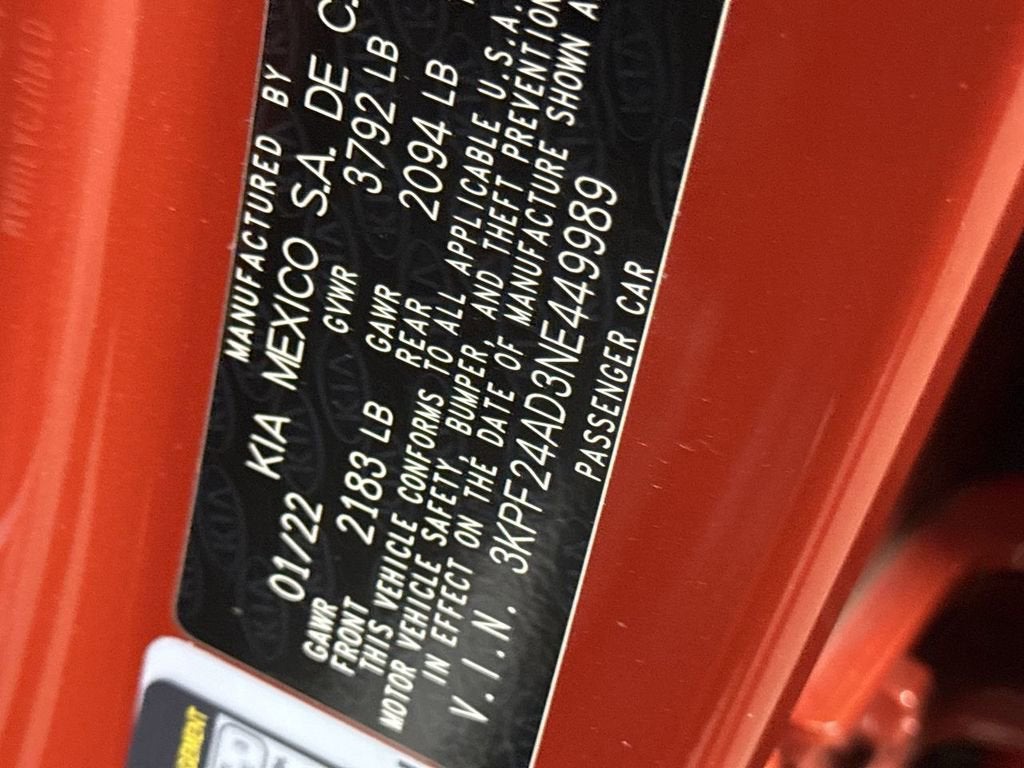 MANUFACTURED BY
01/22 KIA MEXICO S.A. DE C.
GVWR 3792 LB
GAWR FRONT 2183 LB GAWR REAR 2094 LB
THIS VEHICLE CONFORMS TO ALL APPLICABLE U.S.A.
MOTOR VEHICLE SAFETY, BUMPER, AND THEFT PREVENTION
IN EFFECT ON THE DATE OF MANUFACTURE SHOWN
V.I.N. 3KPF24AD3NE449989
PASSENGER CAR